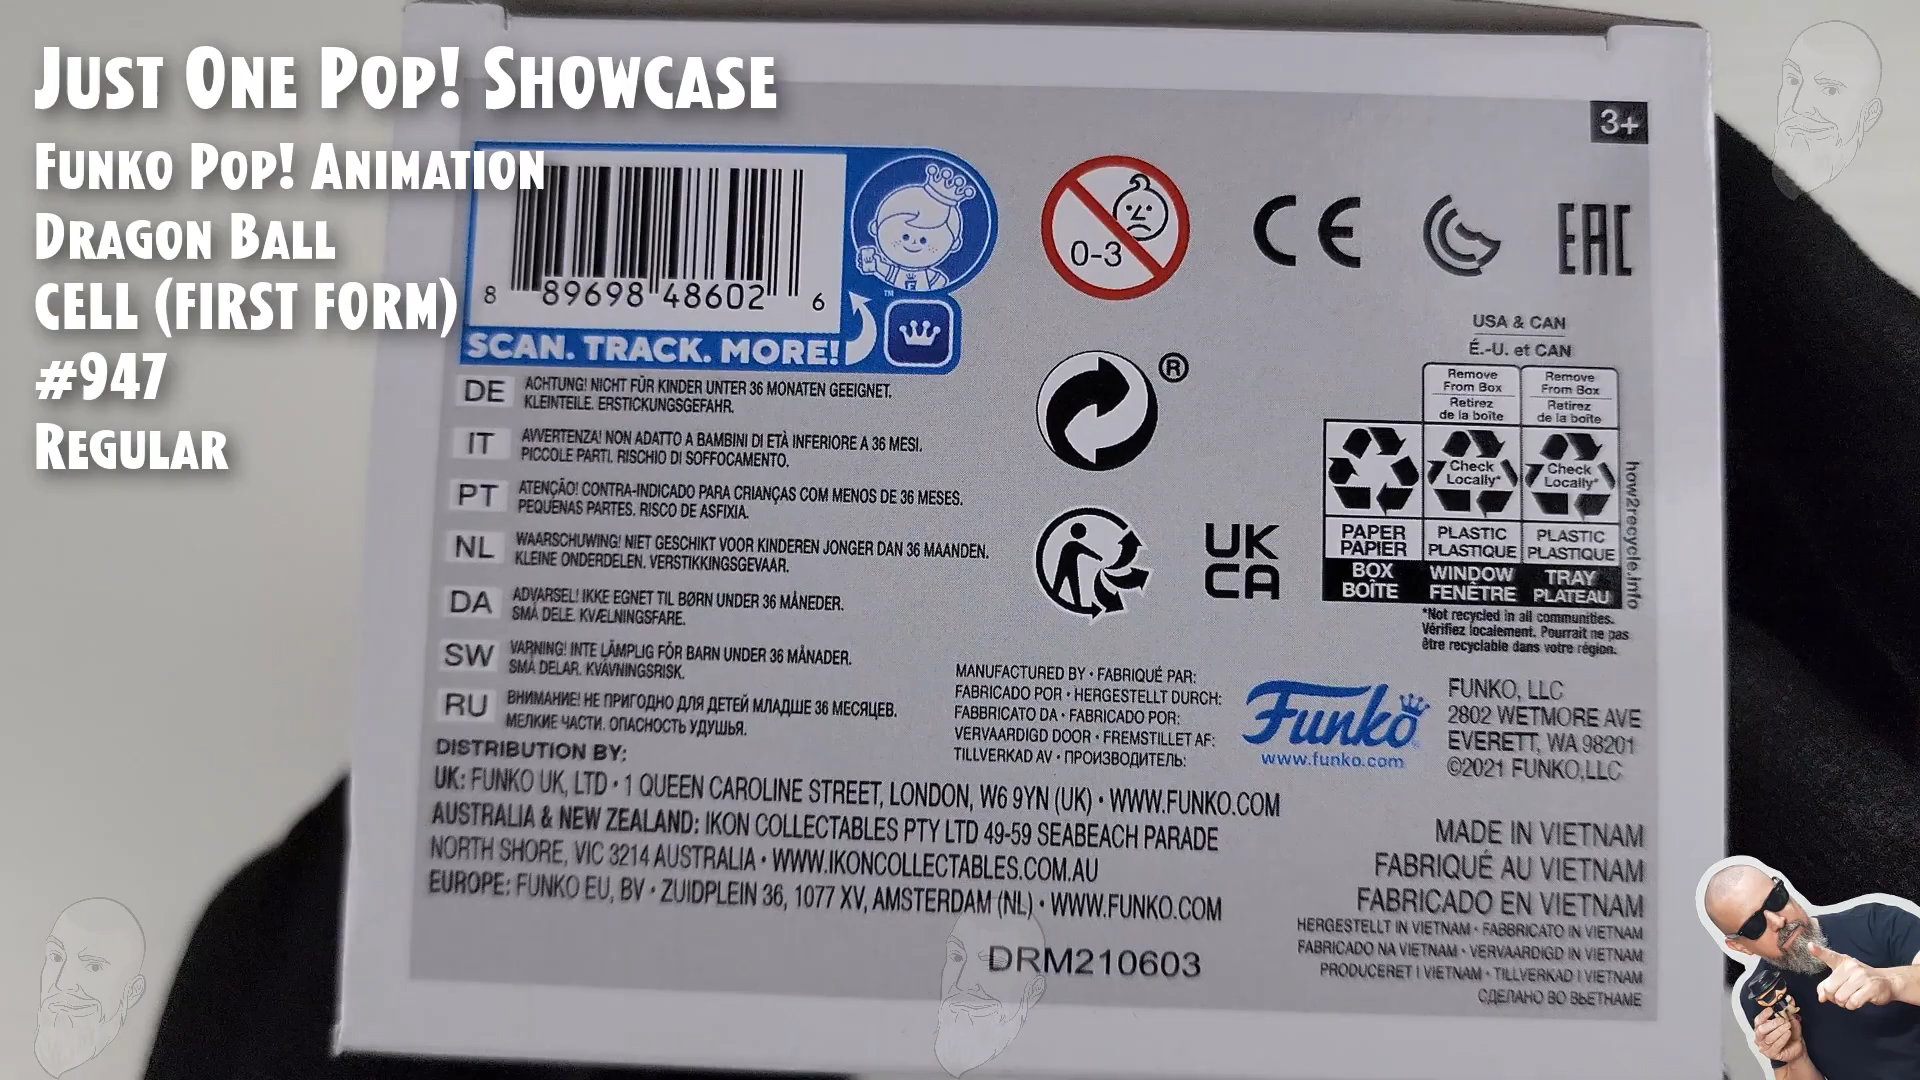 Just One Pop! Showcase
Funko Pop! Animation
Dragon Ball
CELL (FIRST FORM)
#947
Regular
3+
8 89698 48602 6
SCAN. TRACK. MORE!
™
0-3
CE
EAC
DE ACHTUNG! NICHT FÜR KINDER UNTER 36 MONATEN GEEIGNET.
KLEINTEILE. ERSTICKUNGSGEFAHR.
IT AVVERTENZA! NON ADATTO A BAMBINI DI ETÀ INFERIORE A 36 MESI.
PICCOLE PARTI. RISCHIO DI SOFFOCAMENTO.
PT ATENÇÃO! CONTRA-INDICADO PARA CRIANÇAS COM MENOS DE 36 MESES.
PEQUENAS PARTES. RISCO DE ASFIXIA.
NL WAARSCHUWING! NIET GESCHIKT VOOR KINDEREN JONGER DAN 36 MAANDEN.
KLEINE ONDERDELEN. VERSTIKKINGSGEVAAR.
DA ADVARSEL! IKKE EGNET TIL BØRN UNDER 36 MÅNEDER.
SMÅ DELE. KVÆLNINGSFARE.
SW VARNING! INTE LÄMPLIG FÖR BARN UNDER 36 MÅNADER.
SMÅ DELAR. KVÄVNINGSRISK.
RU ВНИМАНИЕ! НЕ ПРИГОДНО ДЛЯ ДЕТЕЙ МЛАДШЕ 36 МЕСЯЦЕВ.
МЕЛКИЕ ЧАСТИ. ОПАСНОСТЬ УДУШЬЯ.
®
UK
CA
USA & CAN
É.-U. et CAN
Remove
From Box
Retirez
de la boîte
Remove
From Box
Retirez
de la boîte
Check
Locally*
Check
Locally*
PAPER
PAPIER
BOX
BOÎTE
PLASTIC
PLASTIQUE
WINDOW
FENÊTRE
PLASTIC
PLASTIQUE
TRAY
PLATEAU
how2recycle.info
*Not recycled in all communities.
Vérifiez localement. Pourrait ne pas
être recyclable dans votre région.
MANUFACTURED BY • FABRIQUÉ PAR:
FABRICADO POR • HERGESTELLT DURCH:
FABBRICATO DA • FABRICADO POR:
VERVAARDIGD DOOR • FREMSTILLET AF:
TILLVERKAD AV • ПРОИЗВОДИТЕЛЬ:
Funko
www.funko.com
FUNKO, LLC
2802 WETMORE AVE
EVERETT, WA 98201
©2021 FUNKO,LLC
DISTRIBUTION BY:
UK: FUNKO UK, LTD • 1 QUEEN CAROLINE STREET, LONDON, W6 9YN (UK) • WWW.FUNKO.COM
AUSTRALIA & NEW ZEALAND: IKON COLLECTABLES PTY LTD 49-59 SEABEACH PARADE
NORTH SHORE, VIC 3214 AUSTRALIA • WWW.IKONCOLLECTABLES.COM.AU
EUROPE: FUNKO EU, BV • ZUIDPLEIN 36, 1077 XV, AMSTERDAM (NL) • WWW.FUNKO.COM
DRM210603
MADE IN VIETNAM
FABRIQUÉ AU VIETNAM
FABRICADO EN VIETNAM
HERGESTELLT IN VIETNAM • FABBRICATO IN VIETNAM
FABRICADO NA VIETNAM • VERVAARDIGD IN VIETNAM
PRODUCERET I VIETNAM • TILLVERKAD I VIETNAM
СДЕЛАНО ВО ВЬЕТНАМЕ